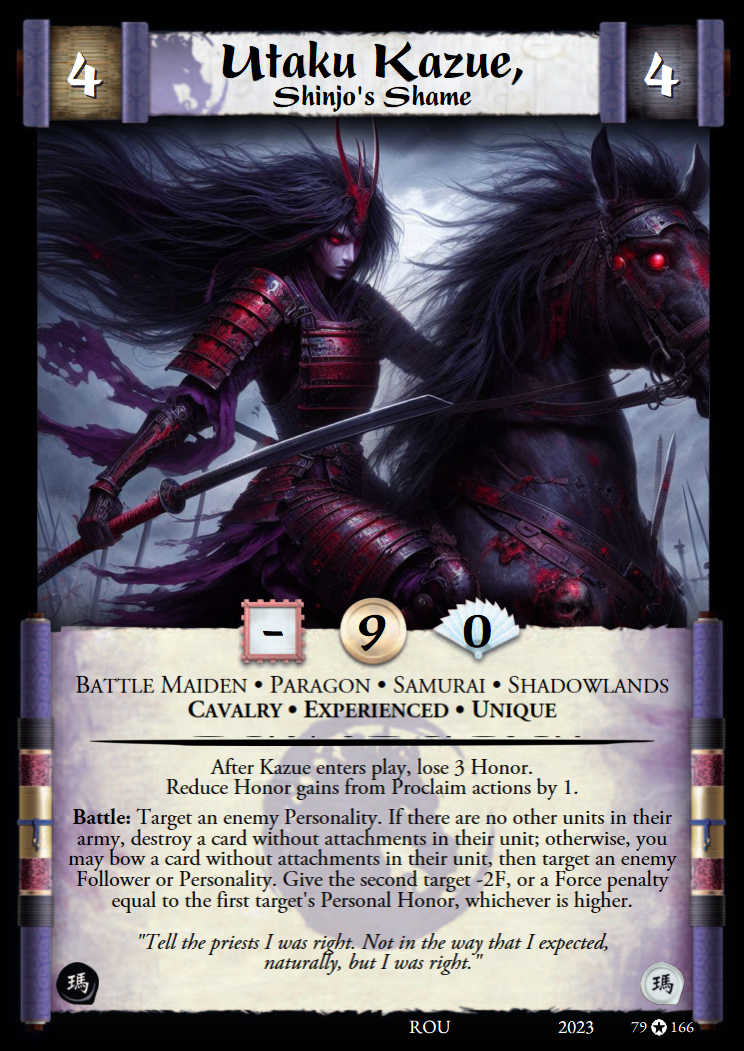 4
Utaku Kazue,
4
Shinjo's Shame
-
9
0
Battle Maiden • Paragon • Samurai • Shadowlands
Cavalry • Experienced • Unique
After Kazue enters play, lose 3 Honor.
Reduce Honor gains from Proclaim actions by 1.
Battle: Target an enemy Personality. If there are no other units in their
army, destroy a card without attachments in their unit; otherwise, you
may bow a card without attachments in their unit, then target an enemy
Follower or Personality. Give the second target -2F, or a Force penalty
equal to the first target's Personal Honor, whichever is higher.
"Tell the priests I was right. Not in the way that I expected,
naturally, but I was right."
瑪
瑪
ROU 2023 79 ✪ 166